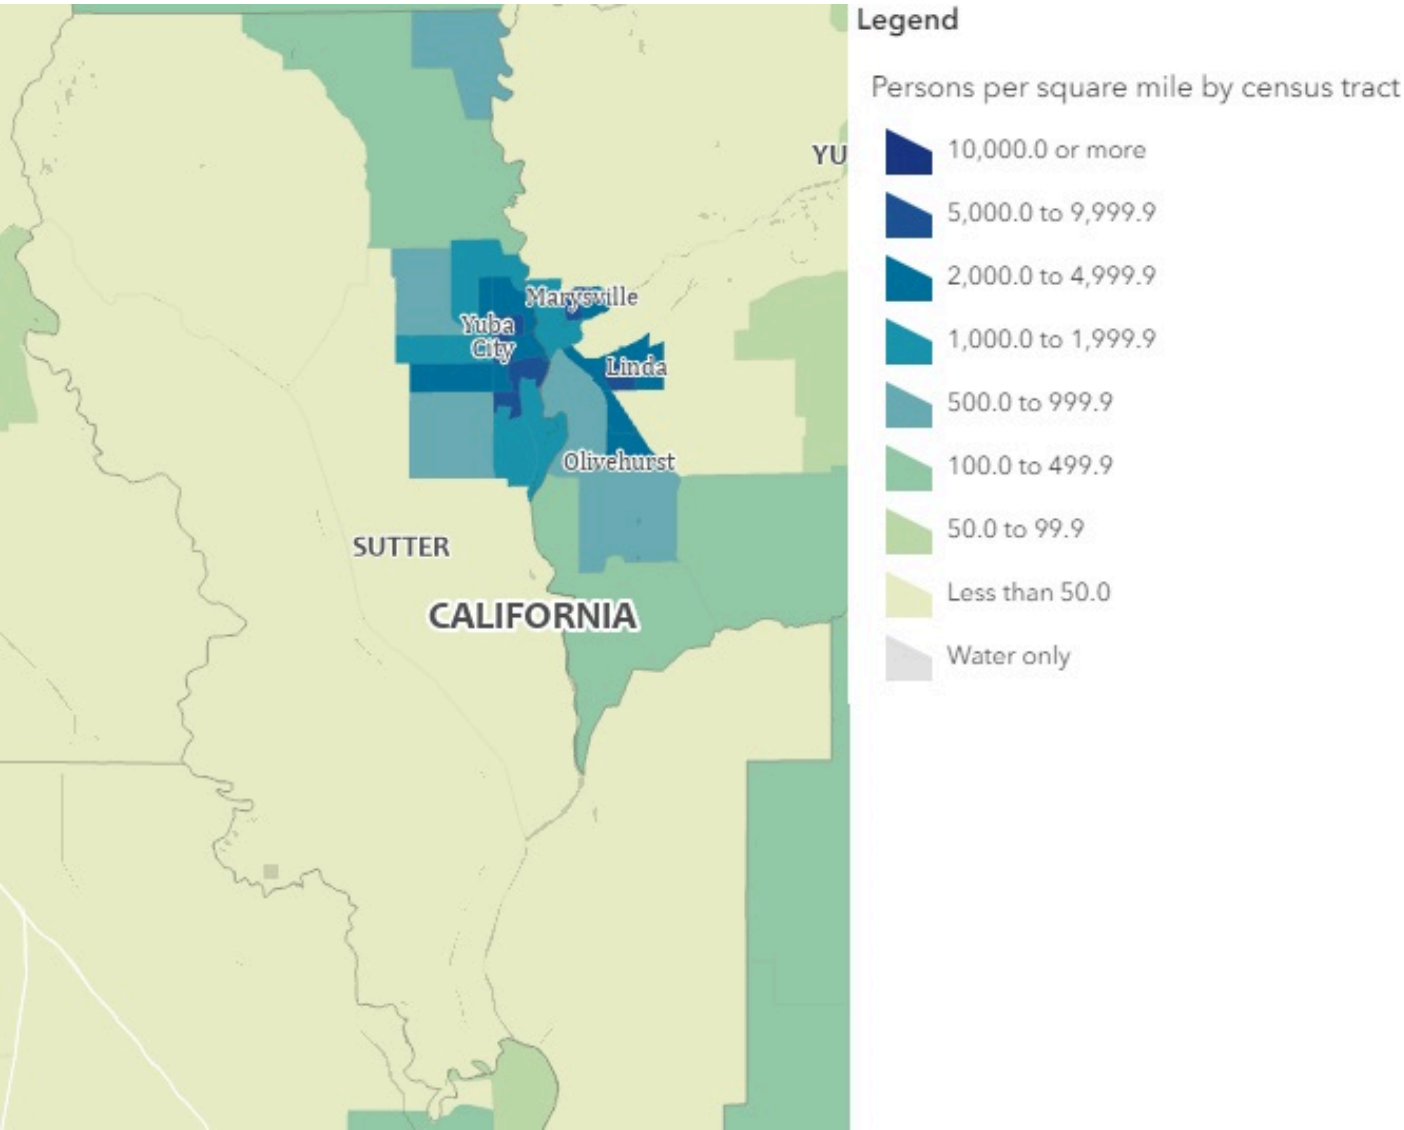 YU
Marysville
Yuba
City
Linda
Olivehurst
SUTTER
CALIFORNIA
Legend
Persons per square mile by census tract
10,000.0 or more
5,000.0 to 9,999.9
2,000.0 to 4,999.9
1,000.0 to 1,999.9
500.0 to 999.9
100.0 to 499.9
50.0 to 99.9
Less than 50.0
Water only